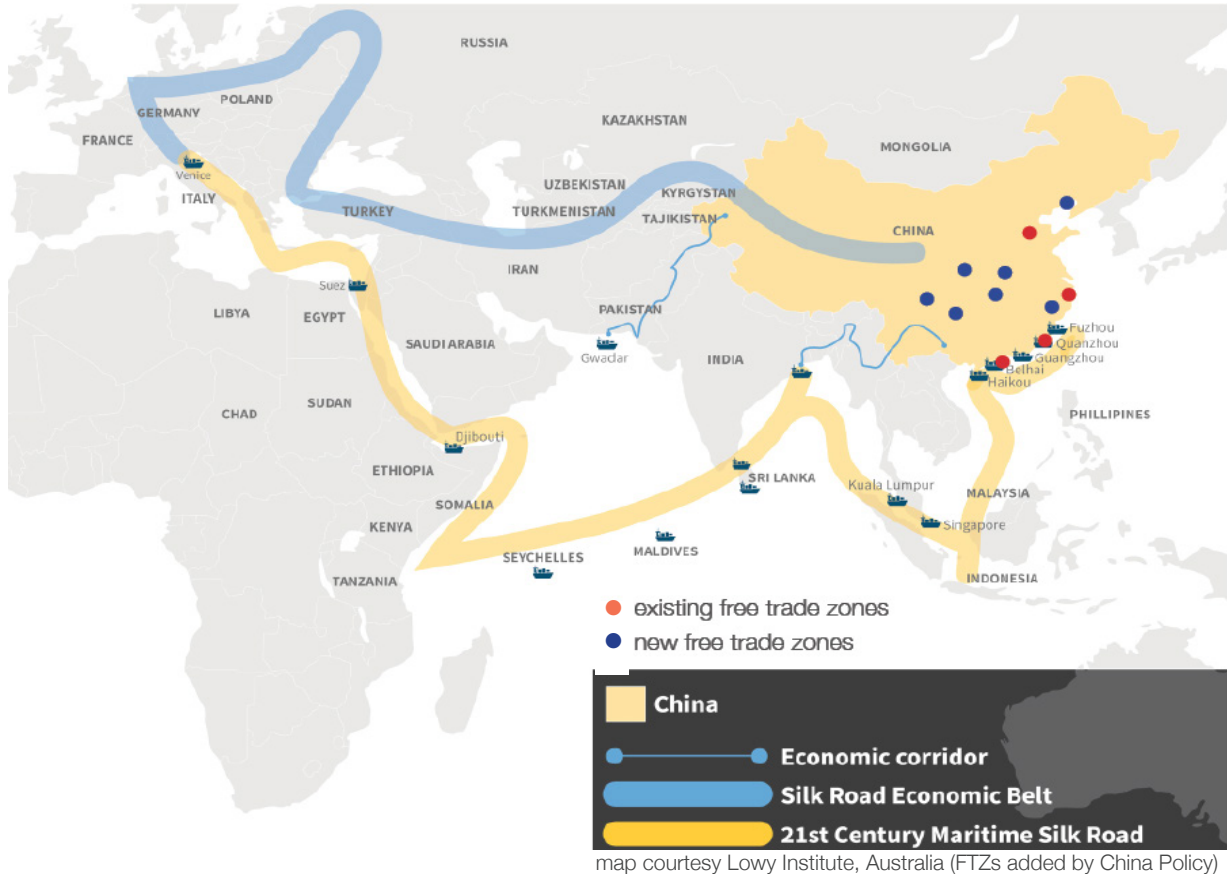 RUSSIA
POLAND
GERMANY
FRANCE
KAZAKHSTAN
MONGOLIA
Venice
ITALY
UZBEKISTAN
KYRGYSTAN
TURKEY
TURKMENISTAN
TAJIKISTAN
CHINA
IRAN
Suez
LIBYA
EGYPT
PAKISTAN
SAUDI ARABIA
Gwadar
INDIA
Fuzhou
Quanzhou
Guangzhou
Beihai
Haikou
CHAD
SUDAN
PHILLIPINES
Djibouti
ETHIOPIA
SRI LANKA
Kuala Lumpur
MALAYSIA
SOMALIA
KENYA
Singapore
SEYCHELLES
MALDIVES
TANZANIA
INDONESIA
existing free trade zones
new free trade zones
China
Economic corridor
Silk Road Economic Belt
21st Century Maritime Silk Road
map courtesy Lowy Institute, Australia (FTZs added by China Policy)